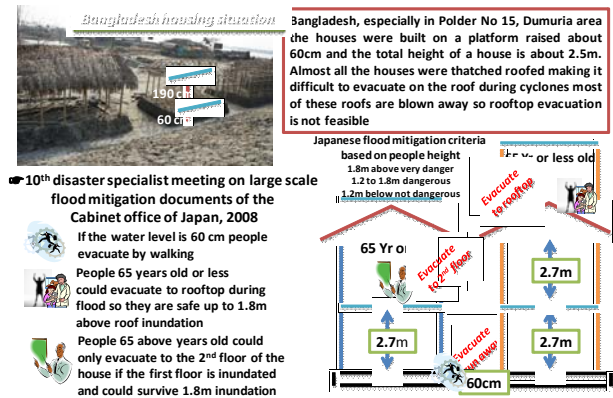 Bangladesh housing situation
190 cm
60 cm
Bangladesh, especially in Polder No 15, Dumuria area
the houses were built on a platform raised about
60cm and the total height of a house is about 2.5m.
Almost all the houses were thatched roofed making it
difficult to evacuate on the roof during cyclones most
of these roofs are blown away so rooftop evacuation
is not feasible
☛10th disaster specialist meeting on large scale
flood mitigation documents of the
Cabinet office of Japan, 2008
If the water level is 60 cm people
evacuate by walking
People 65 years old or less
could evacuate to rooftop during
flood so they are safe up to 1.8m
above roof inundation
People 65 above years old could
only evacuate to the 2nd floor of the
house if the first floor is inundated
and could survive 1.8m inundation
Japanese flood mitigation criteria
based on people height
1.8m above very danger
1.2 to 1.8m dangerous
1.2m below not dangerous
Yr or less old
Evacuate
to rooftop
65 Yr or
Evacuate
to 2nd floor
2.7m
2.7m
2.7m
Evacuate
60cm